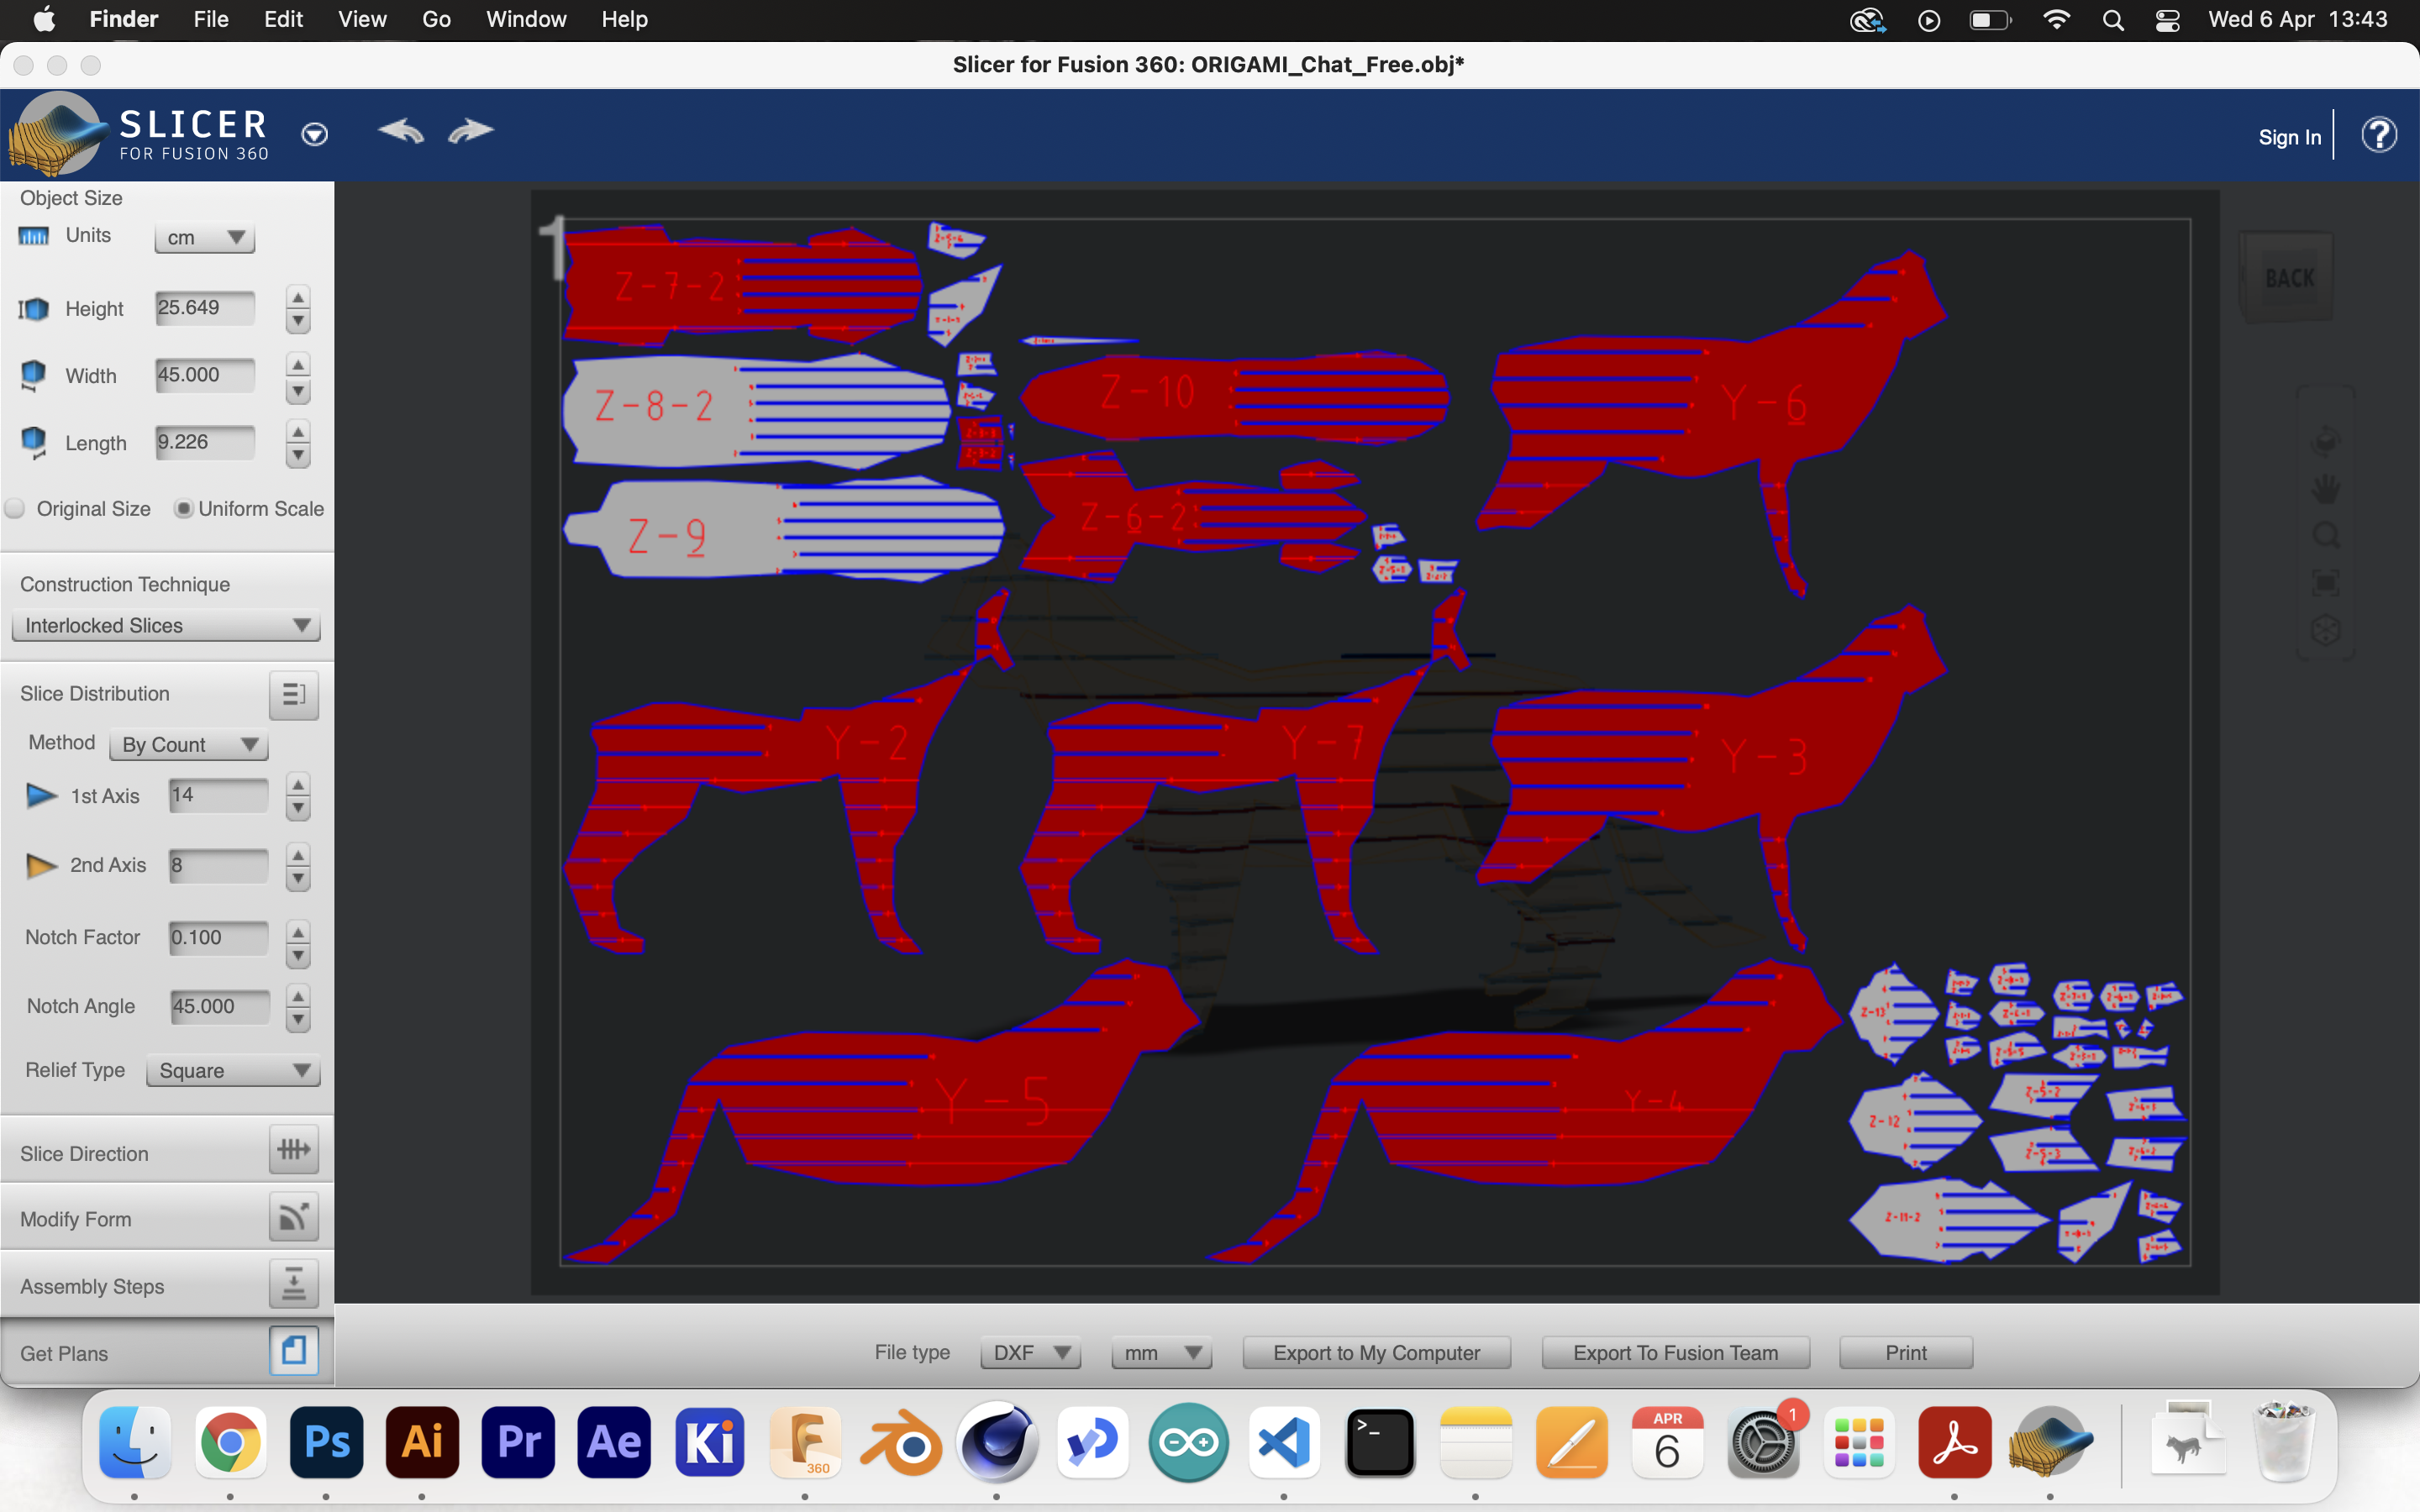 Finder File Edit View Go Window Help Wed 6 Apr 13:43
Slicer for Fusion 360: ORIGAMI_Chat_Free.obj*
SLICER
FOR FUSION 360
Sign In
?
Object Size
Units cm
Height 25.649
Width 45.000
Length 9.226
Original Size Uniform Scale
Construction Technique
Interlocked Slices
Slice Distribution
Method By Count
1st Axis 14
2nd Axis 8
Notch Factor 0.100
Notch Angle 45.000
Relief Type Square
Slice Direction
Modify Form
Assembly Steps
Get Plans
1
BACK
Z-7-2
Z-8-2
Z-10
Y-6
Z-9
Z-6-2
Y-2
Y-7
Y-3
Y-5
Y-4
Z-13
Z-12
Z-5-2
Z-5-3
Z-11-2
File type DXF mm Export to My Computer Export To Fusion Team Print
Ps Ai Pr Ae Ki
F
360
>_
APR
6
1